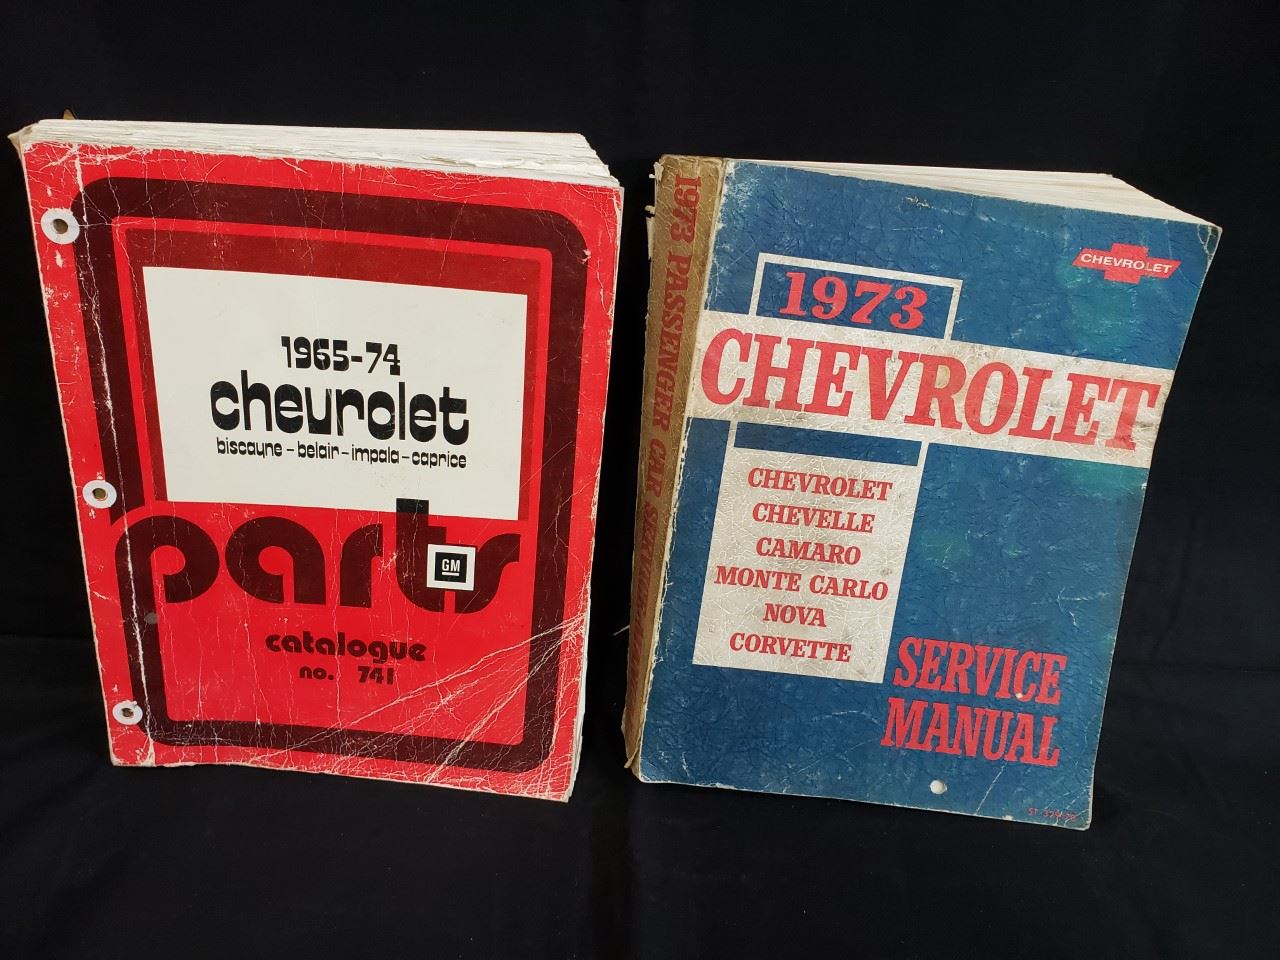 1965-74
chevrolet
biscayne - belair - impala - caprice
parts
GM
catalogue
no. 741
1973 PASSENGER CAR
1973
CHEVROLET
CHEVROLET
CHEVROLET
CHEVELLE
CAMARO
MONTE CARLO
NOVA
CORVETTE
SERVICE
MANUAL